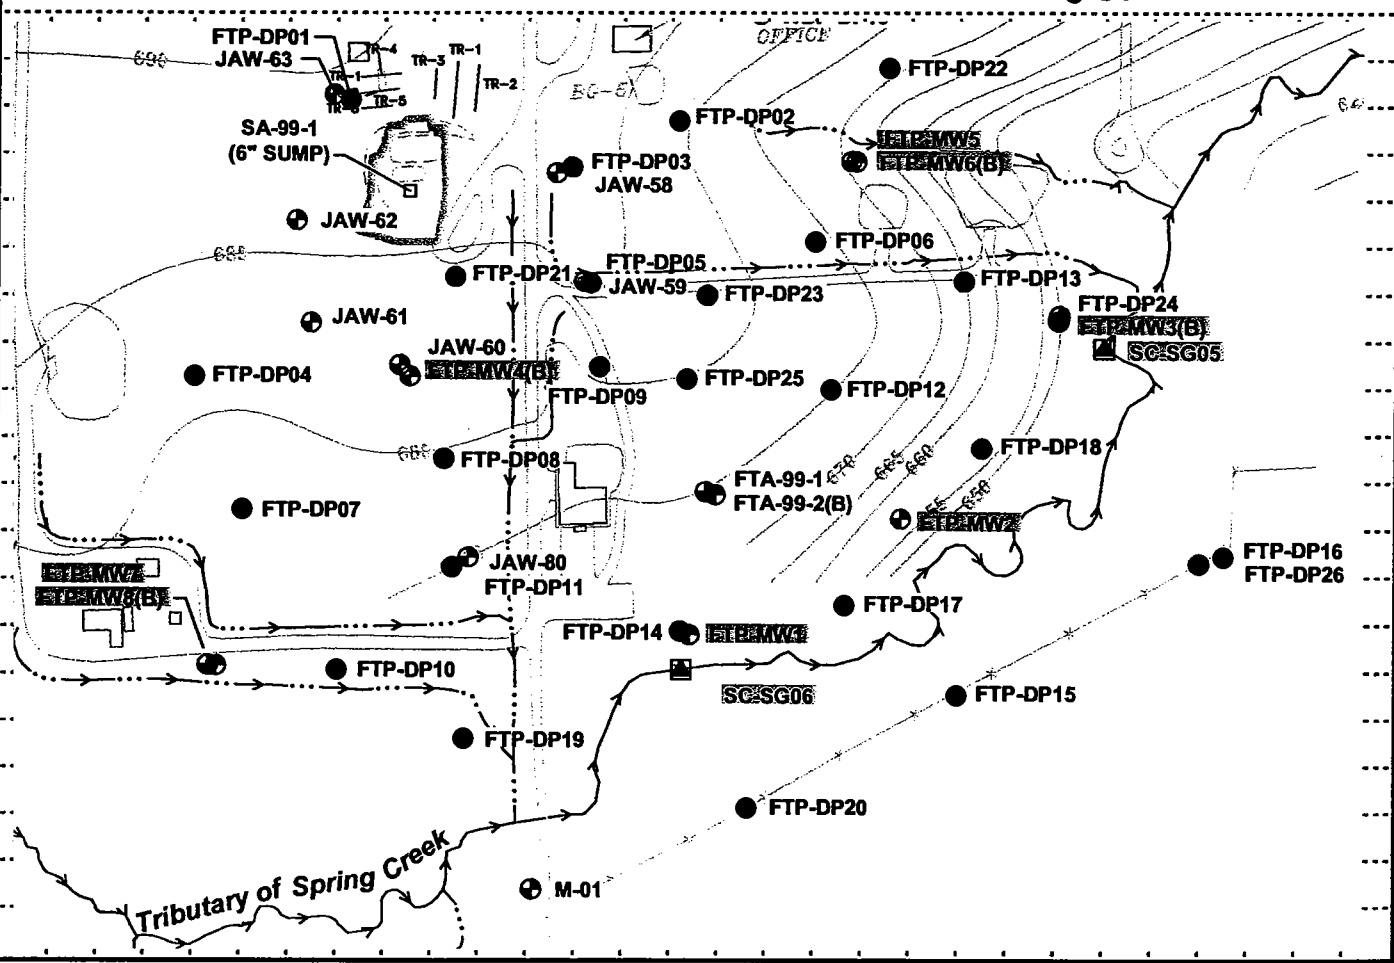 OFFICE
FTP-DP01
JAW-63
TR-4
TR-3
TR-1
TR-2
TR-1
TR-5
690
BG-
FTP-DP22
FTP-DP02
SA-99-1
(6" SUMP)
FTP-MW5
FTP-MW6(B)
FTP-DP03
JAW-58
JAW-62
FTP-DP06
685
FTP-DP21
FTP-DP05
JAW-59
FTP-DP23
FTP-DP13
FTP-DP24
FTP-MW3(B)
SC-SG05
JAW-61
JAW-60
FTP-MW4(B)
FTP-DP04
FTP-DP09
FTP-DP25
FTP-DP12
680
FTP-DP08
FTP-DP18
670
665
660
FTA-99-1
FTA-99-2(B)
650
FTP-DP07
FTP-MW2
JAW-80
FTP-DP11
FTP-DP16
FTP-DP26
FTP-MW7
FTP-MW8(B)
FTP-DP17
FTP-DP14
FTP-MW1
FTP-DP10
SC-SG06
FTP-DP15
FTP-DP19
FTP-DP20
Tributary of Spring Creek
M-01